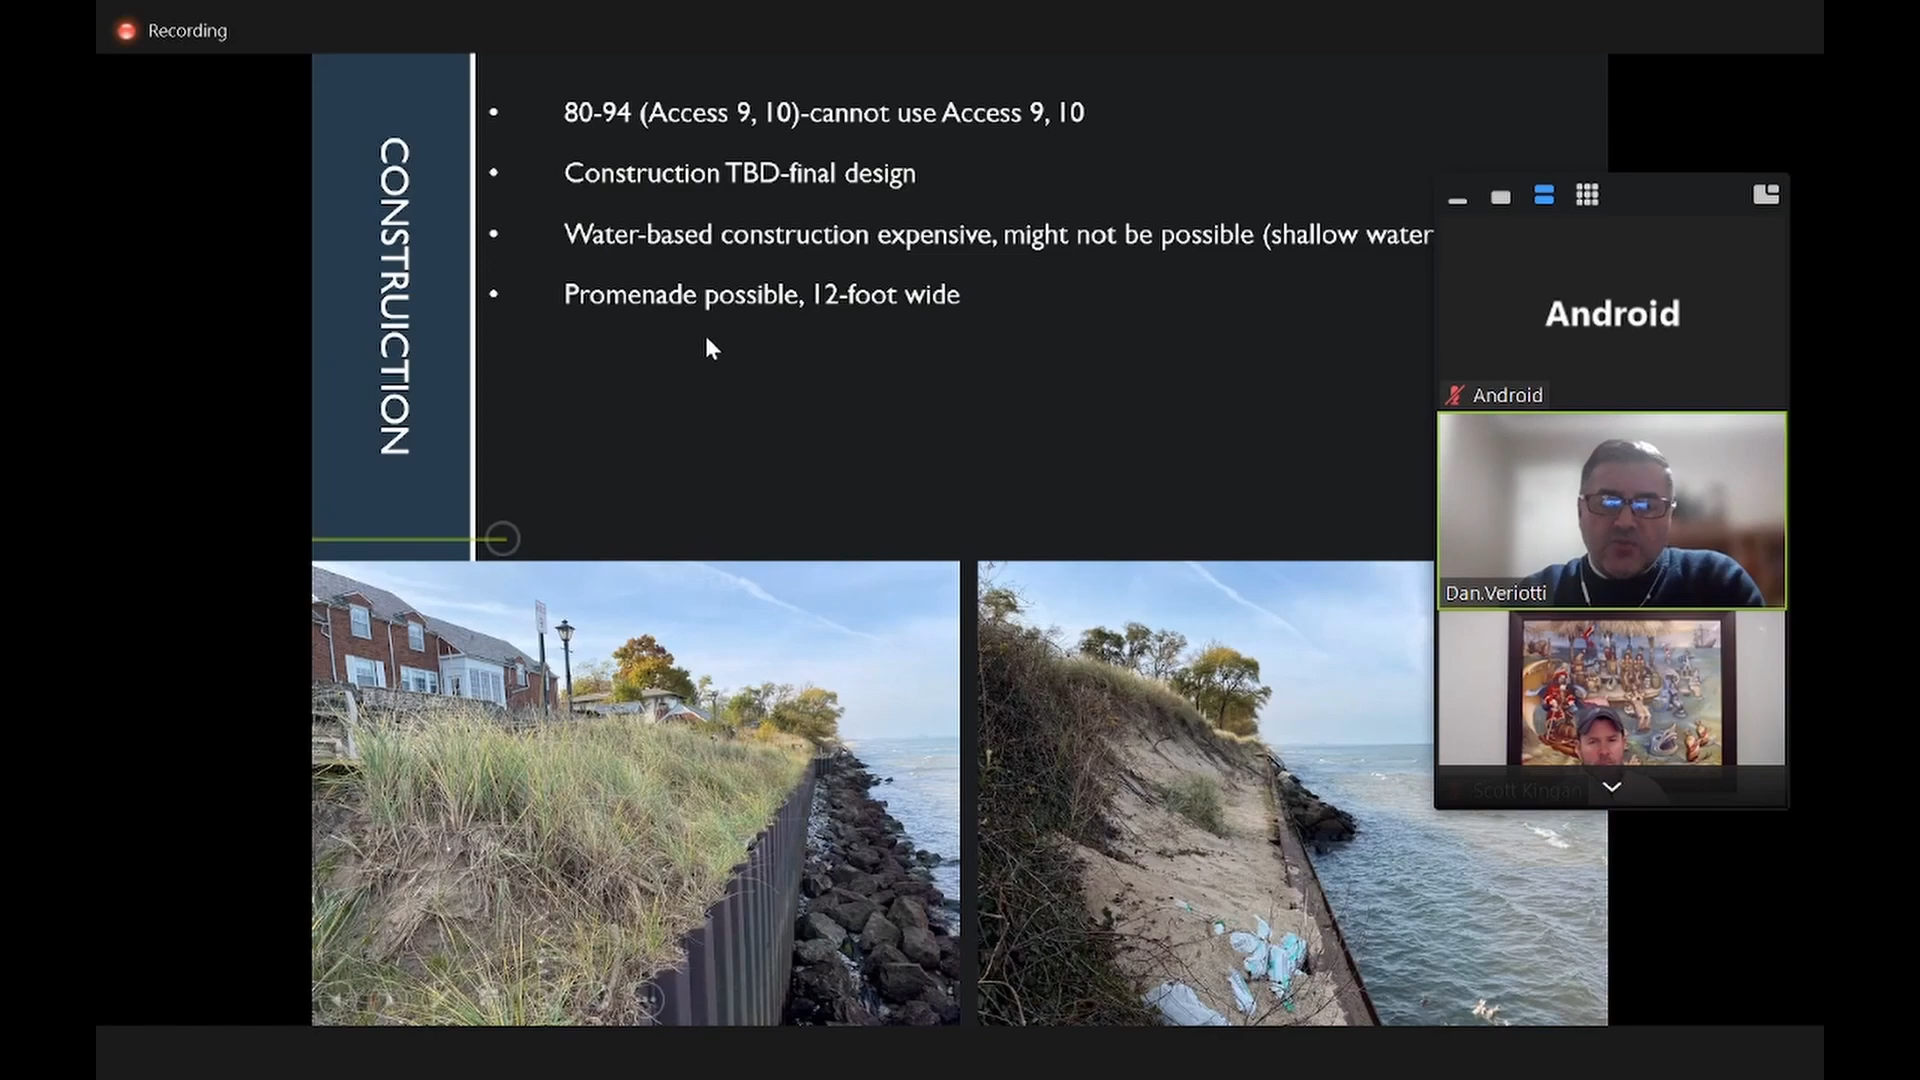 Recording
CONSTRUICTION
• 80-94 (Access 9, 10)-cannot use Access 9, 10
• Construction TBD-final design
• Water-based construction expensive, might not be possible (shallow water
• Promenade possible, 12-foot wide
Android
Android
Dan.Veriotti
Scott Kingan